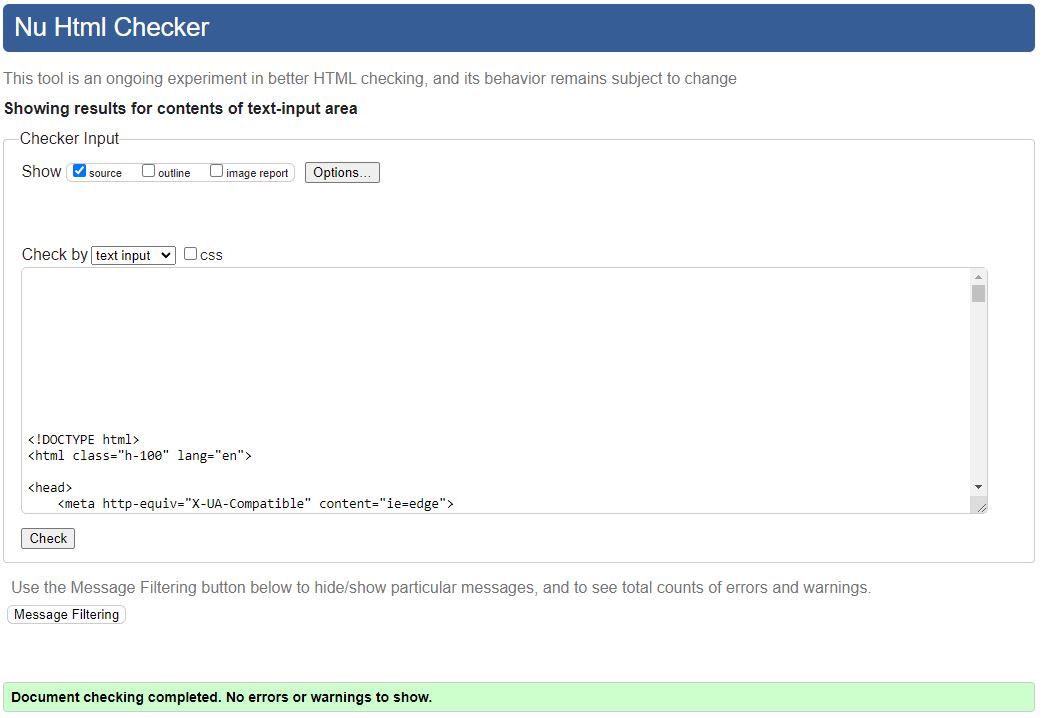 Nu Html Checker
This tool is an ongoing experiment in better HTML checking, and its behavior remains subject to change
Showing results for contents of text-input area
Checker Input
Show source outline image report Options...
Check by text input css
<!DOCTYPE html>
<html class="h-100" lang="en">
<head>
<meta http-equiv="X-UA-Compatible" content="ie=edge">
Check
Use the Message Filtering button below to hide/show particular messages, and to see total counts of errors and warnings.
Message Filtering
Document checking completed. No errors or warnings to show.